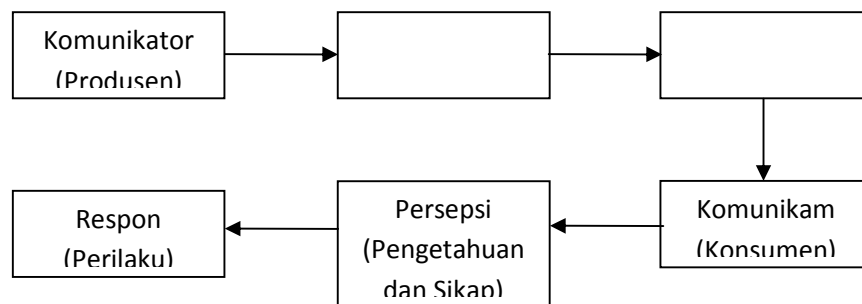 Komunikator
(Produsen)
Respon
(Perilaku)
Persepsi
(Pengetahuan
dan Sikap)
Komunikam
(Konsumen)